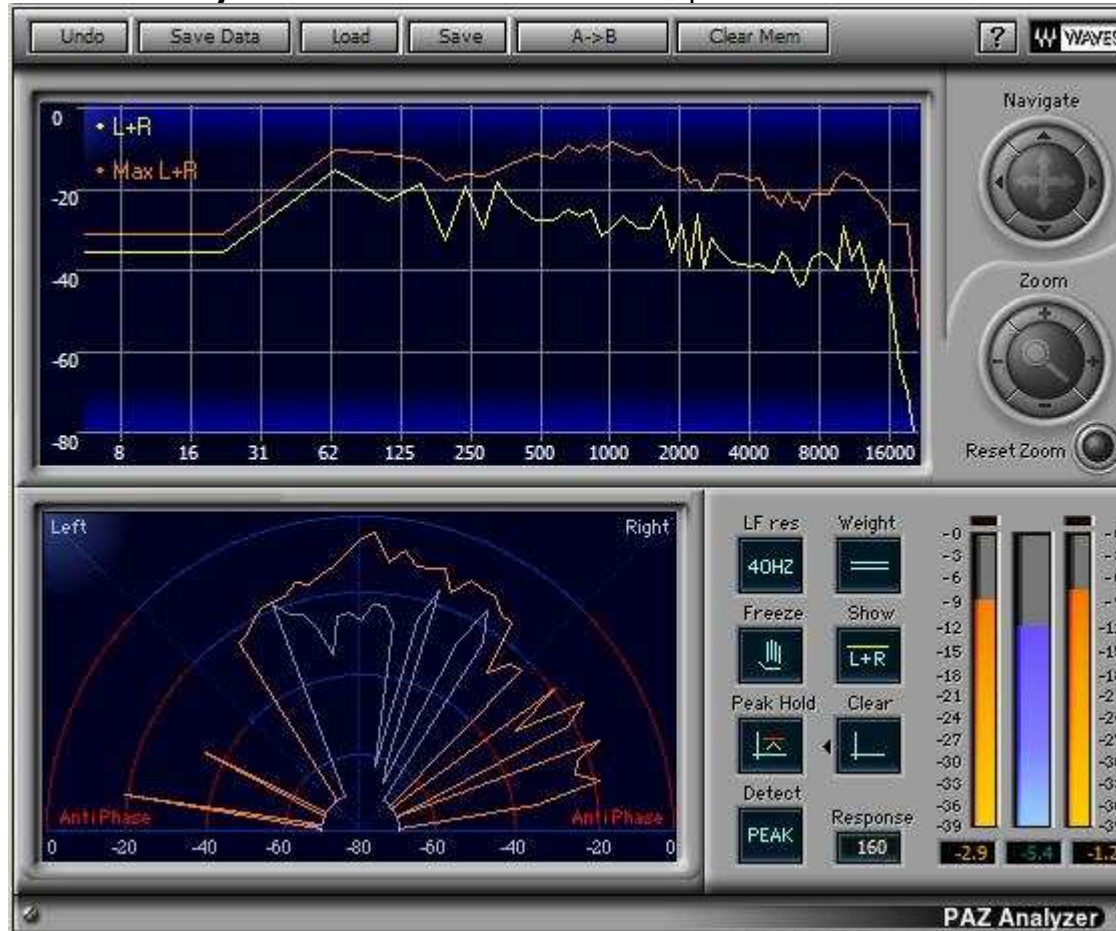 Undo Save Data Load Save A->B Clear Mem ? WAVES
0 L+R
Max L+R
-20
-40
-60
-80
8 16 31 62 125 250 500 1000 2000 4000 8000 16000
Navigate
Zoom
Reset Zoom
Left Right
AntiPhase AntiPhase
0 -20 -40 -60 -80 -60 -40 -20 0
LF res Weight
40HZ
Freeze Show
L+R
Peak Hold Clear
Detect Response
PEAK 160
-0
-3
-6
-9
-12
-15
-18
-21
-24
-27
-30
-33
-36
-39
-2.9 -5.4 -1.2
PAZ Analyzer